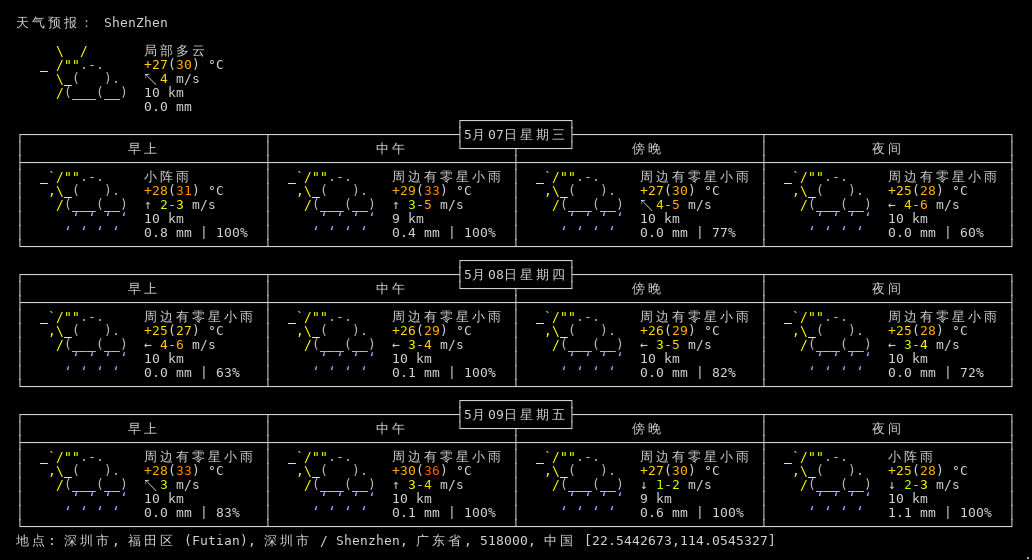 天气预报： ShenZhen
局部多云
+27(30) °C
↖ 4 m/s
10 km
0.0 mm
5月07日星期三
早上 中午 傍晚 夜间
小阵雨 周边有零星小雨 周边有零星小雨 周边有零星小雨
+28(31) °C +29(33) °C +27(30) °C +25(28) °C
↑ 2-3 m/s ↑ 3-5 m/s ↖ 4-5 m/s ← 4-6 m/s
10 km 9 km 10 km 10 km
0.8 mm | 100% 0.4 mm | 100% 0.0 mm | 77% 0.0 mm | 60%
5月08日星期四
早上 中午 傍晚 夜间
周边有零星小雨 周边有零星小雨 周边有零星小雨 周边有零星小雨
+25(27) °C +26(29) °C +26(29) °C +25(28) °C
← 4-6 m/s ← 3-4 m/s ← 3-5 m/s ← 3-4 m/s
10 km 10 km 10 km 10 km
0.0 mm | 63% 0.1 mm | 100% 0.0 mm | 82% 0.0 mm | 72%
5月09日星期五
早上 中午 傍晚 夜间
周边有零星小雨 周边有零星小雨 周边有零星小雨 小阵雨
+28(33) °C +30(36) °C +27(30) °C +25(28) °C
↖ 3 m/s ↑ 3-4 m/s ↓ 1-2 m/s ↓ 2-3 m/s
10 km 10 km 9 km 10 km
0.0 mm | 83% 0.1 mm | 100% 0.6 mm | 100% 1.1 mm | 100%
地点: 深圳市, 福田区 (Futian), 深圳市 / Shenzhen, 广东省, 518000, 中国 [22.5442673,114.0545327]